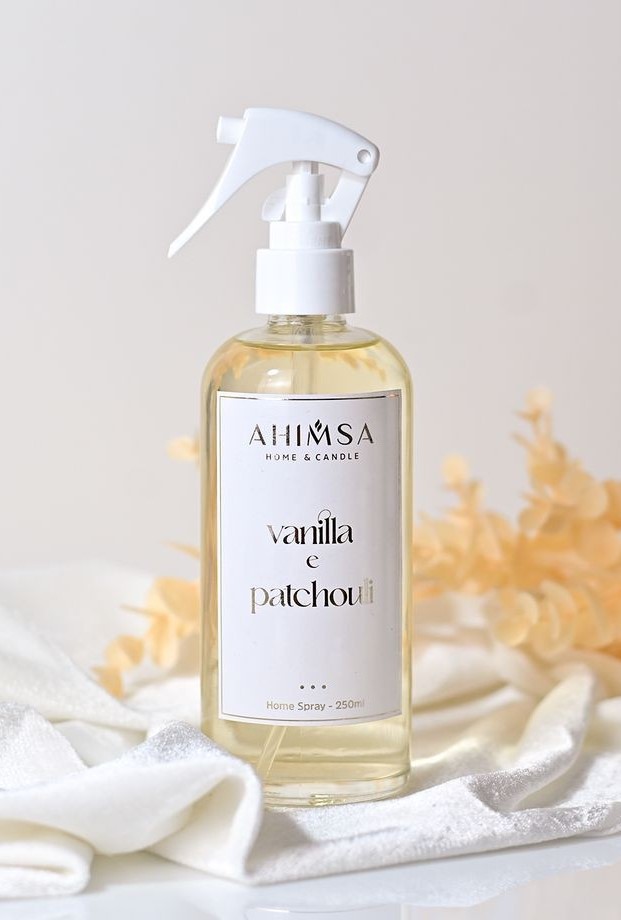 AHIMSA
HOME & CANDLE
vanilla
e
patchouli
Home Spray - 250ml